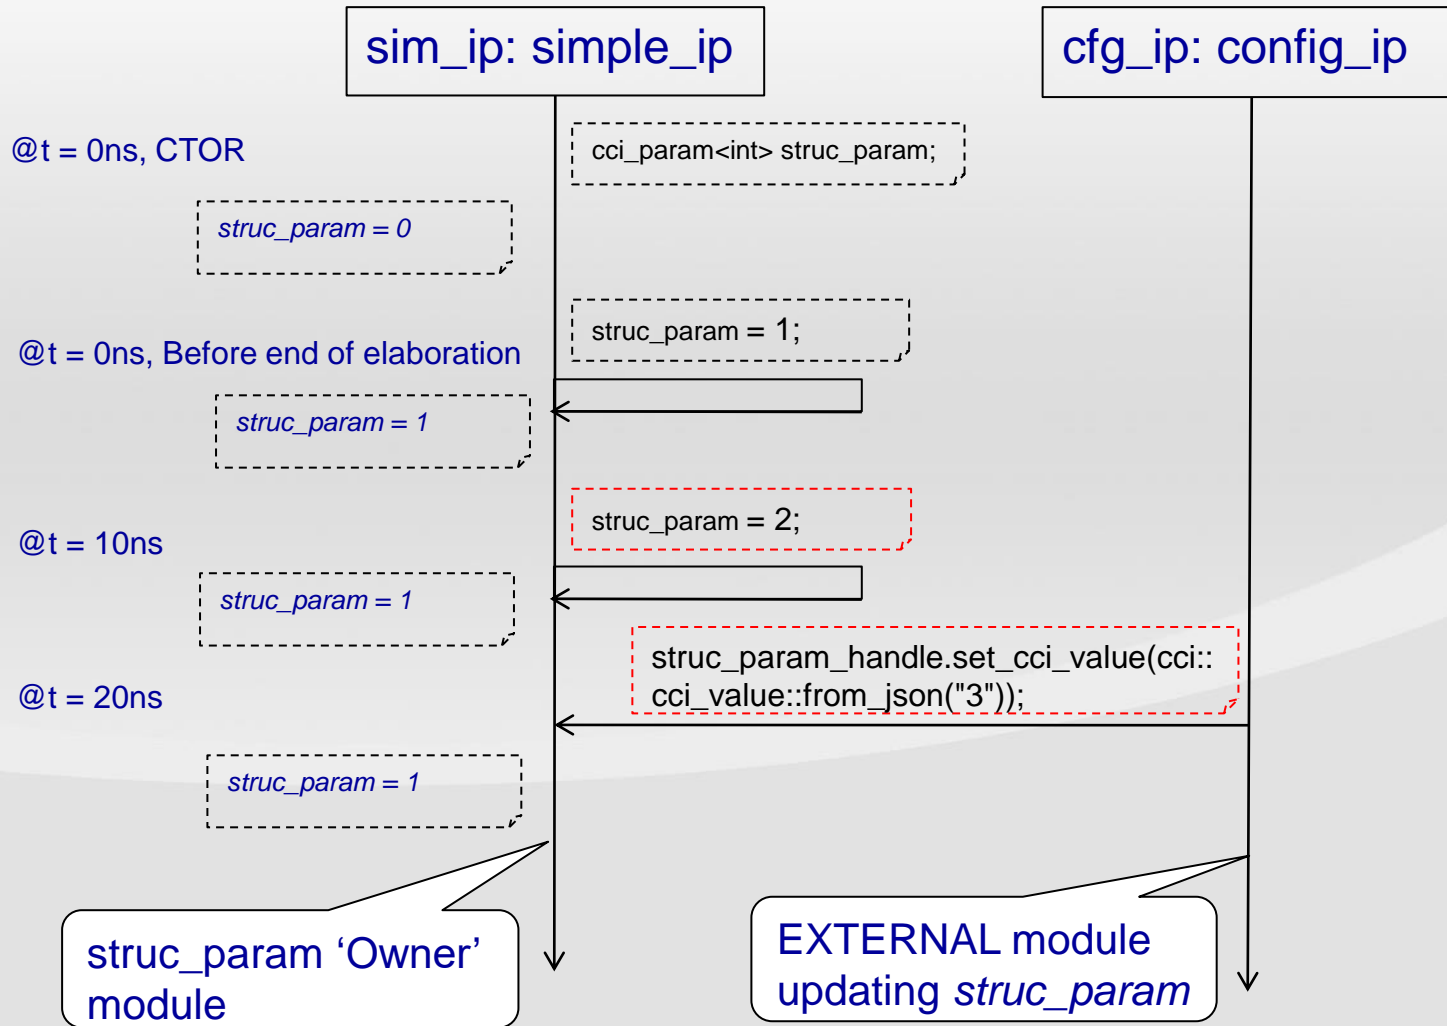 sim_ip: simple_ip
cfg_ip: config_ip
@t = 0ns, CTOR
cci_param<int> struc_param;
struc_param = 0
struc_param = 1;
@t = 0ns, Before end of elaboration
struc_param = 1
struc_param = 2;
@t = 10ns
struc_param = 1
struc_param_handle.set_cci_value(cci::
cci_value::from_json("3"));
@t = 20ns
struc_param = 1
struc_param ‘Owner’
module
EXTERNAL module
updating struc_param